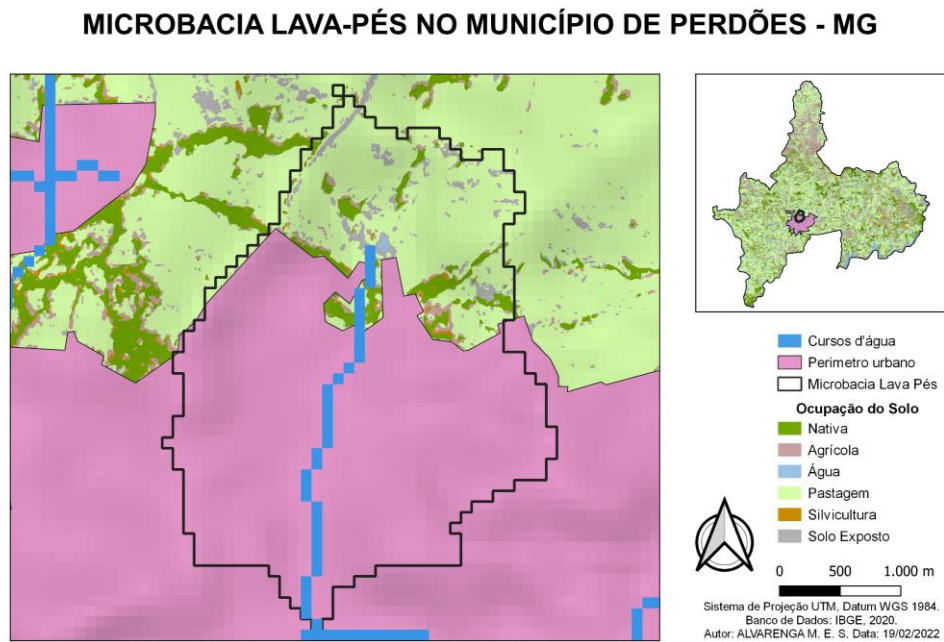 MICROBACIA LAVA-PÉS NO MUNICÍPIO DE PERDÕES - MG
Cursos d'água
Perimetro urbano
Microbacia Lava Pés
Ocupação do Solo
Nativa
Agrícola
Água
Pastagem
Silvicultura
Solo Exposto
0 500 1.000 m
Sistema de Projeção UTM, Datum WGS 1984.
Banco de Dados: IBGE, 2020.
Autor: ALVARENGA M. E. S. Data: 19/02/2022